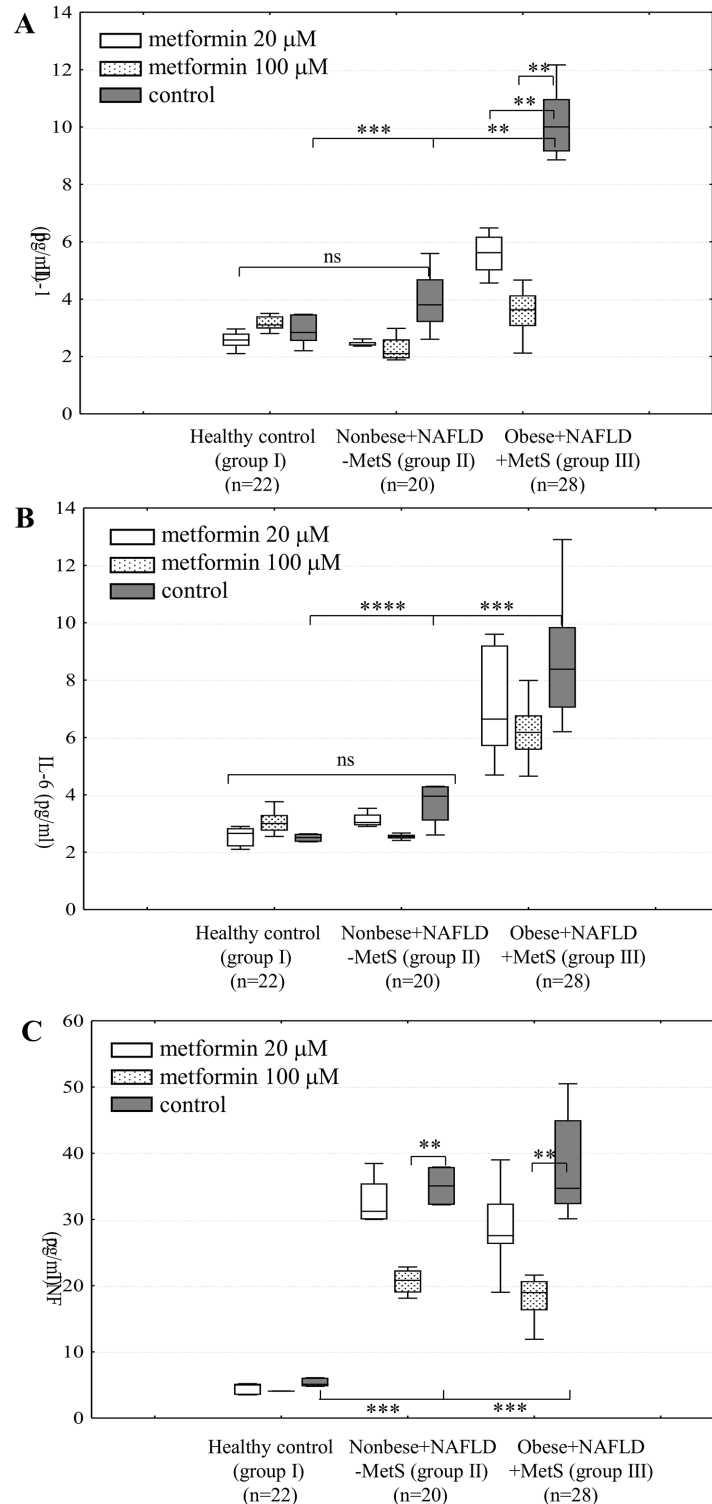 A
14
12
10
8
6
4
2
0
metformin 20 μM
metformin 100 μM
control
**
**
***
**
ns
Healthy control
(group I)
(n=22)
Nonbese+NAFLD
-MetS (group II)
(n=20)
Obese+NAFLD
+MetS (group III)
(n=28)
B
IL-6 (pg/ml)
14
12
10
8
6
4
2
0
metformin 20 μM
metformin 100 μM
control
****
***
ns
Healthy control
(group I)
(n=22)
Nonbese+NAFLD
-MetS (group II)
(n=20)
Obese+NAFLD
+MetS (group III)
(n=28)
C
60
50
40
30
20
10
0
metformin 20 μM
metformin 100 μM
control
**
**
***
***
Healthy control
(group I)
(n=22)
Nonbese+NAFLD
-MetS (group II)
(n=20)
Obese+NAFLD
+MetS (group III)
(n=28)